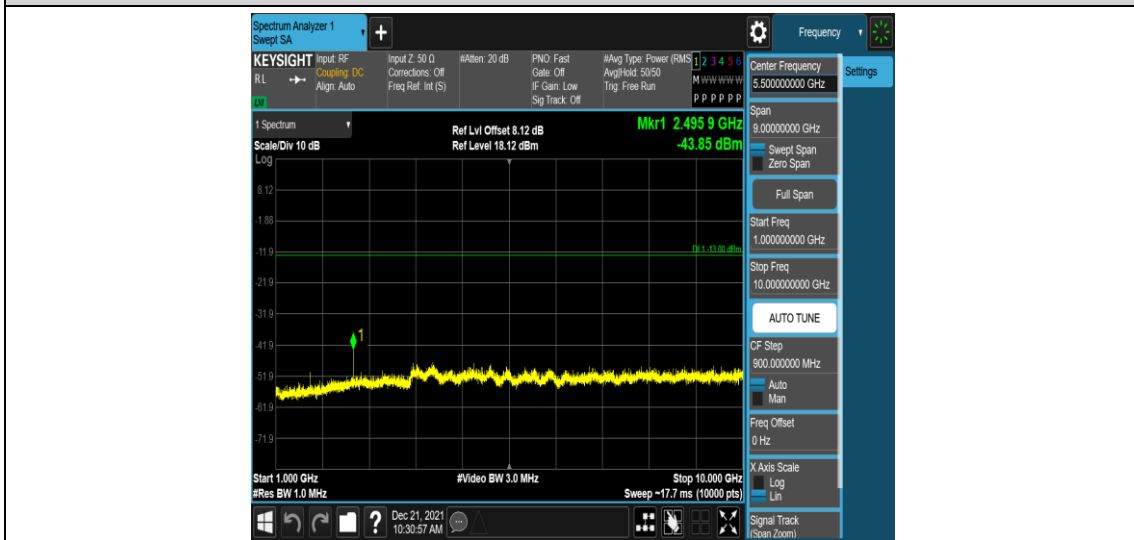 Spectrum Analyzer 1
Swept SA
+
Frequency
KEYSIGHT
RL
LXI
Input: RF
Coupling: DC
Align: Auto
Input Z: 50 Ω
Corrections: Off
Freq Ref: Int (S)
#Atten: 20 dB
PNO: Fast
Gate: Off
IF Gain: Low
Sig Track: Off
#Avg Type: Power (RMS
Avg|Hold: 50/50
Trig: Free Run
1 2 3 4 5 6
M W W W W W
P P P P P P
1 Spectrum
Scale/Div 10 dB
Log
Ref Lvl Offset 8.12 dB
Ref Level 18.12 dBm
Mkr1 2.495 9 GHz
-43.85 dBm
8.12
-1.88
-11.9
-21.9
-31.9
-41.9
-51.9
-61.9
-71.9
DL1 -13.00 dBm
1
Start 1.000 GHz
#Res BW 1.0 MHz
#Video BW 3.0 MHz
Stop 10.000 GHz
Sweep ~17.7 ms (10000 pts)
?
Dec 21, 2021
10:30:57 AM
Center Frequency
5.500000000 GHz
Settings
Span
9.00000000 GHz
Swept Span
Zero Span
Full Span
Start Freq
1.000000000 GHz
Stop Freq
10.000000000 GHz
AUTO TUNE
CF Step
900.000000 MHz
Auto
Man
Freq Offset
0 Hz
X Axis Scale
Log
Lin
Signal Track
(Span Zoom)